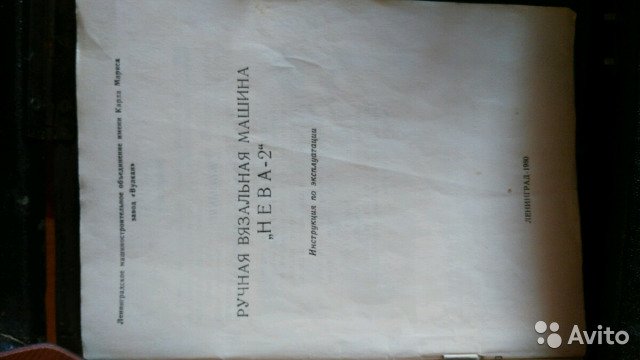 Ленинградское машиностроительное объединение имени Карла Маркса
завод «Вулкан»
РУЧНАЯ ВЯЗАЛЬНАЯ МАШИНА
„НЕВА-2“
Инструкция по эксплуатации
ЛЕНИНГРАД 1980
Avito